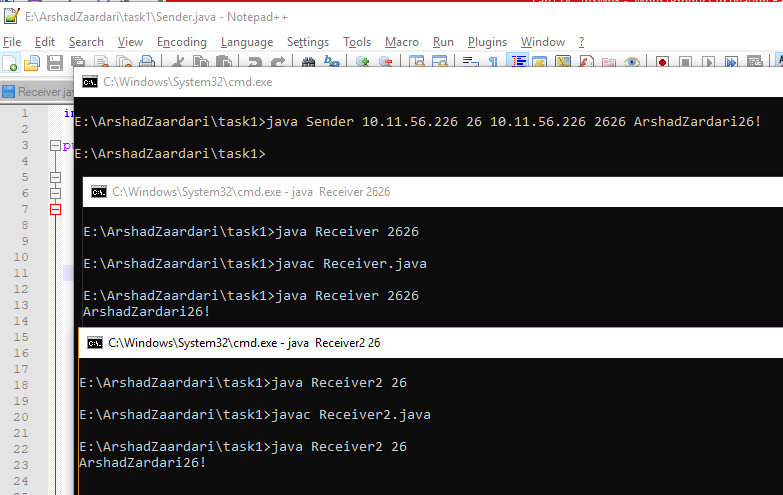 E:\ArshadZaardari\task1\Sender.java - Notepad++
File Edit Search View Encoding Language Settings Tools Macro Run Plugins Window ?
Receiver.jav
C:\Windows\System32\cmd.exe
E:\ArshadZaardari\task1>java Sender 10.11.56.226 26 10.11.56.226 2626 ArshadZardari26!
E:\ArshadZaardari\task1>
C:\Windows\System32\cmd.exe - java Receiver 2626
E:\ArshadZaardari\task1>java Receiver 2626
E:\ArshadZaardari\task1>javac Receiver.java
E:\ArshadZaardari\task1>java Receiver 2626
ArshadZardari26!
C:\Windows\System32\cmd.exe - java Receiver2 26
E:\ArshadZaardari\task1>java Receiver2 26
E:\ArshadZaardari\task1>javac Receiver2.java
E:\ArshadZaardari\task1>java Receiver2 26
ArshadZardari26!
1
2
3
4
5
6
7
8
9
10
11
12
13
14
15
16
17
18
19
20
21
22
23
24